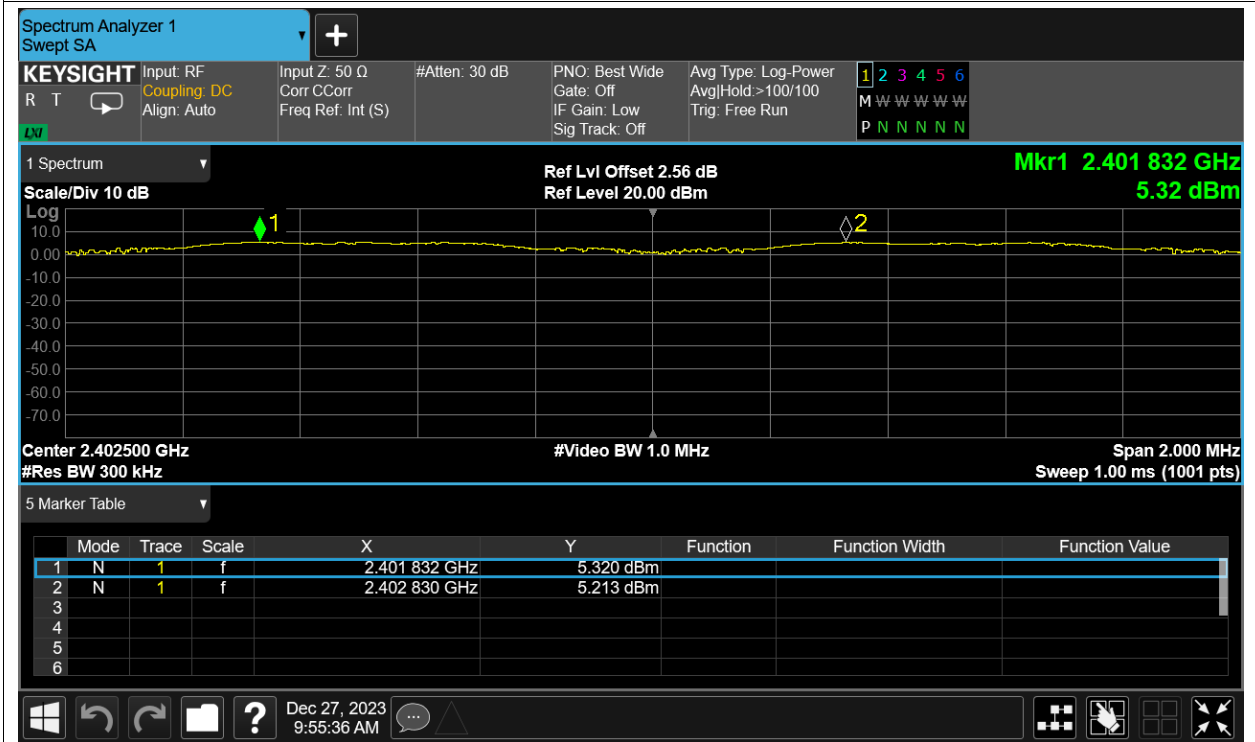 Spectrum Analyzer 1
Swept SA
+
KEYSIGHT Input: RF Input Z: 50 Ω #Atten: 30 dB PNO: Best Wide Avg Type: Log-Power 1 2 3 4 5 6
R T Coupling: DC Corr CCorr Gate: Off Avg|Hold:>100/100 M W W W W W
Align: Auto Freq Ref: Int (S) IF Gain: Low Trig: Free Run
LXI Sig Track: Off P N N N N N
1 Spectrum Ref Lvl Offset 2.56 dB Mkr1 2.401 832 GHz
Scale/Div 10 dB Ref Level 20.00 dBm 5.32 dBm
Log
1 2
10.0
0.00
-10.0
-20.0
-30.0
-40.0
-50.0
-60.0
-70.0
Center 2.402500 GHz #Video BW 1.0 MHz Span 2.000 MHz
#Res BW 300 kHz Sweep 1.00 ms (1001 pts)
5 Marker Table
Mode Trace Scale X Y Function Function Width Function Value
1 N 1 f 2.401 832 GHz 5.320 dBm
2 N 1 f 2.402 830 GHz 5.213 dBm
3
4
5
6
? Dec 27, 2023
9:55:36 AM